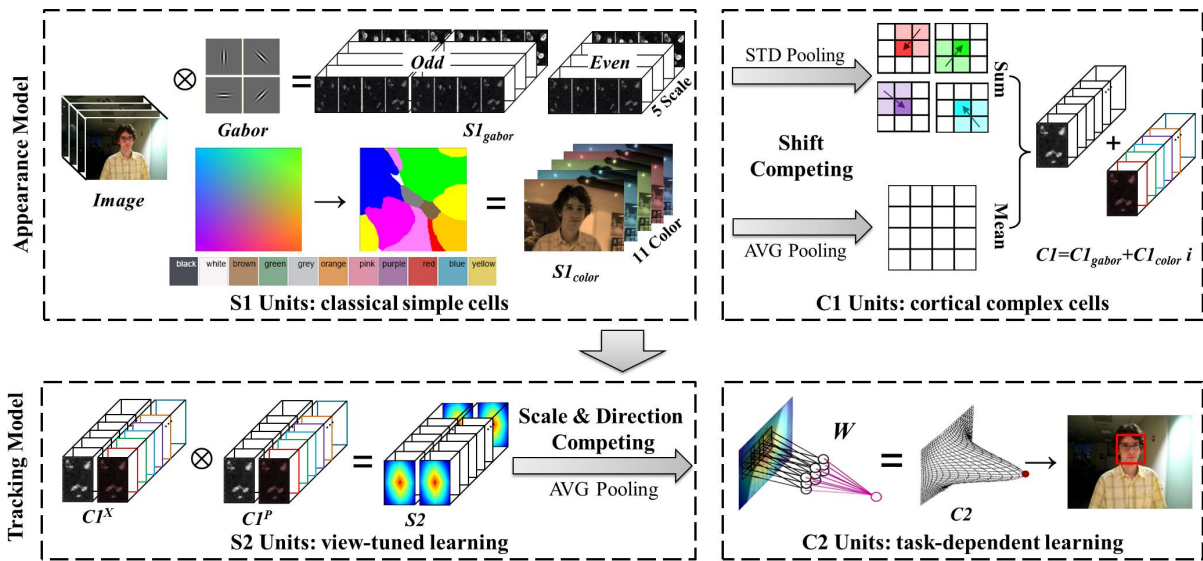 Appearance Model
Image
Gabor
Odd
Even
5 Scale
S1gabor
black white brown green grey orange pink purple red blue yellow
S1color
11 Color
S1 Units: classical simple cells
STD Pooling
Shift
Competing
AVG Pooling
Sum
Mean
C1=C1gabor+C1color i
C1 Units: cortical complex cells
Tracking Model
C1X
C1P
S2
Scale & Direction
Competing
AVG Pooling
S2 Units: view-tuned learning
W
C2
C2 Units: task-dependent learning